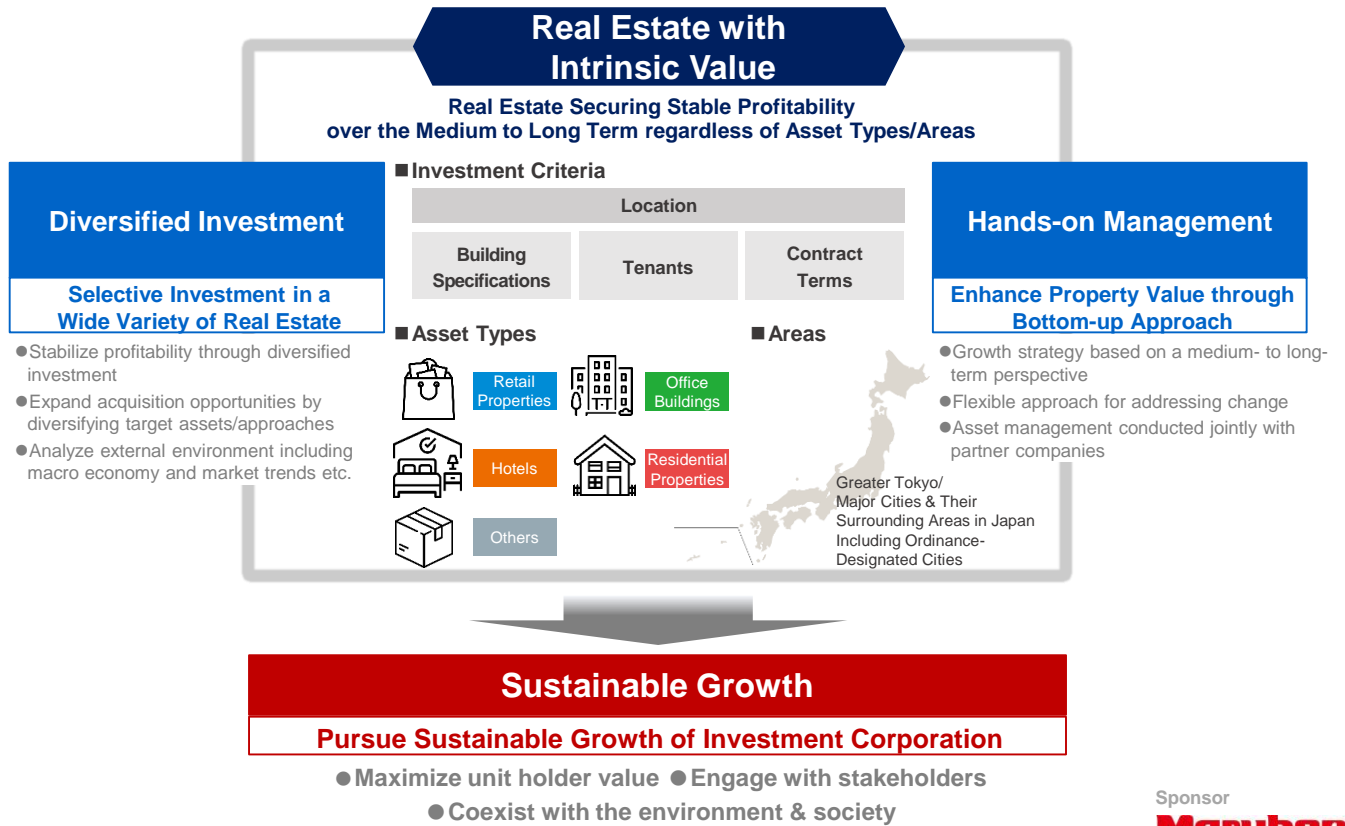 Real Estate with
Intrinsic Value
Real Estate Securing Stable Profitability
over the Medium to Long Term regardless of Asset Types/Areas
Diversified Investment
Selective Investment in a
Wide Variety of Real Estate
●Stabilize profitability through diversified
investment
●Expand acquisition opportunities by
diversifying target assets/approaches
●Analyze external environment including
macro economy and market trends etc.
■Investment Criteria
Location
Building
Specifications
Tenants
Contract
Terms
■Asset Types
Retail
Properties
Office
Buildings
Hotels
Residential
Properties
Others
■Areas
Greater Tokyo/
Major Cities & Their
Surrounding Areas in Japan
Including Ordinance-
Designated Cities
Hands-on Management
Enhance Property Value through
Bottom-up Approach
●Growth strategy based on a medium- to long-
term perspective
●Flexible approach for addressing change
●Asset management conducted jointly with
partner companies
Sustainable Growth
Pursue Sustainable Growth of Investment Corporation
●Maximize unit holder value ●Engage with stakeholders
●Coexist with the environment & society
Sponsor